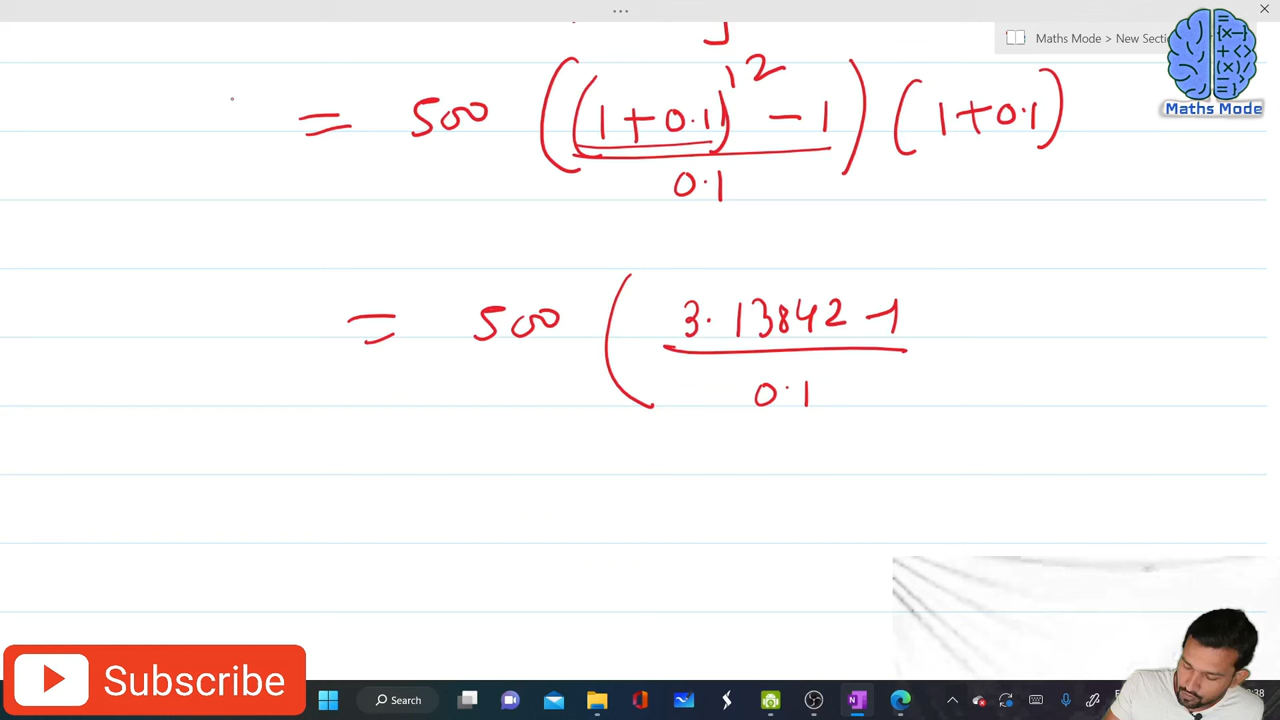 Maths Mode > New Secti
[x-]
+<>
(x)
Maths Mode
= 500 (((1+0.1)^12 - 1)/0.1) (1+0.1)
= 500 ( (3.13842-1)/0.1
Subscribe
Search
:38